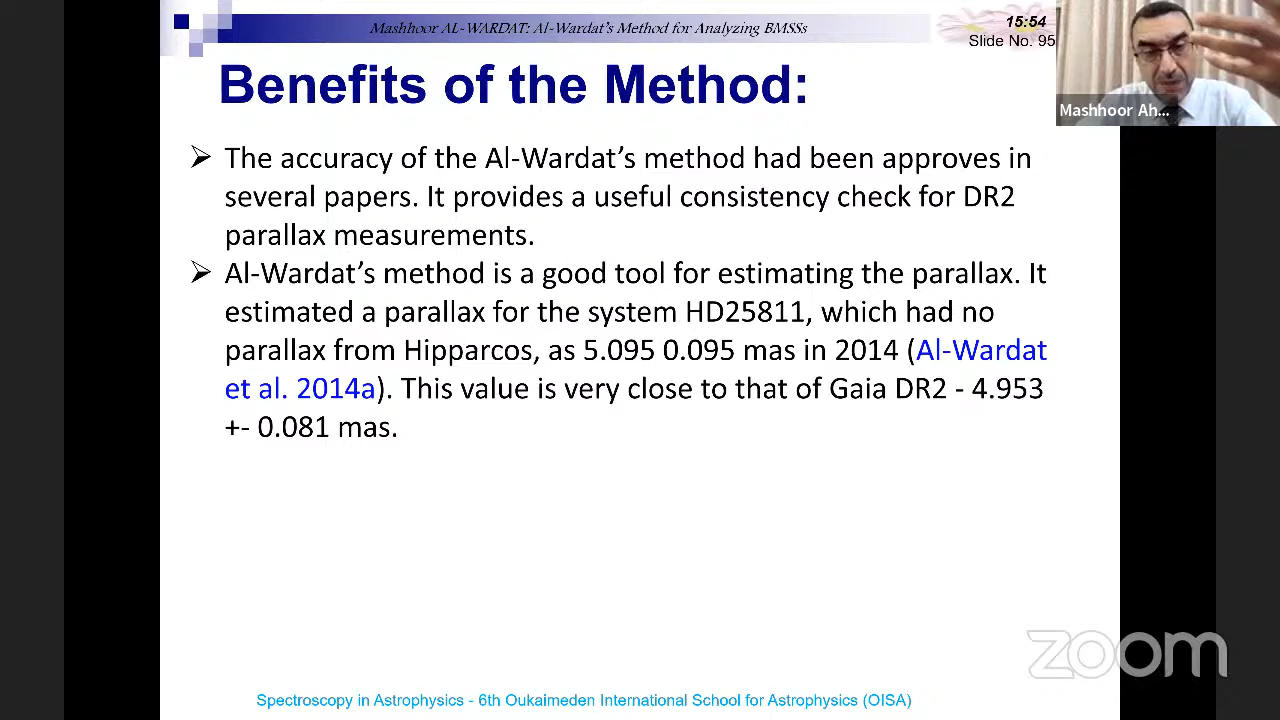 Mashhoor AL-WARDAT: Al-Wardat's Method for Analyzing BMSSs
15:54
Slide No. 95
Mashhoor Ah...
Benefits of the Method:
➢ The accuracy of the Al-Wardat's method had been approves in
several papers. It provides a useful consistency check for DR2
parallax measurements.
➢ Al-Wardat's method is a good tool for estimating the parallax. It
estimated a parallax for the system HD25811, which had no
parallax from Hipparcos, as 5.095 0.095 mas in 2014 (Al-Wardat
et al. 2014a). This value is very close to that of Gaia DR2 - 4.953
+- 0.081 mas.
zoom
Spectroscopy in Astrophysics - 6th Oukaimeden International School for Astrophysics (OISA)